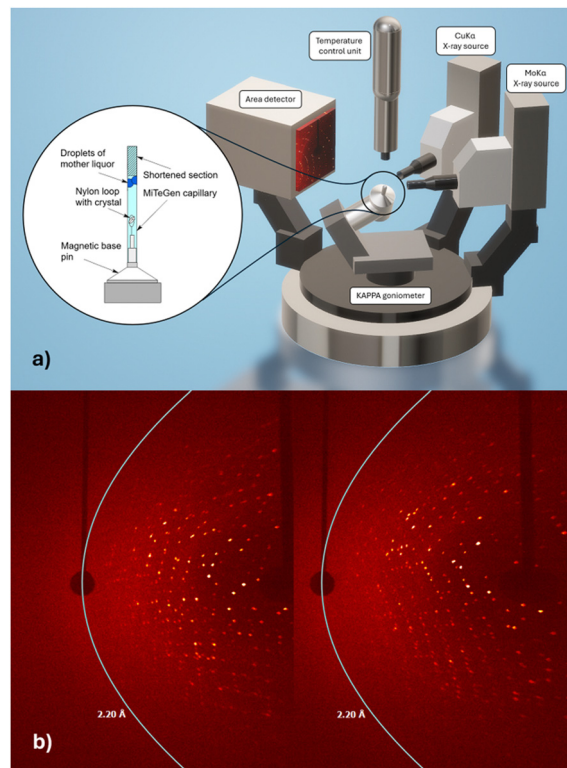 Temperature
control unit
CuKα
X-ray source
MoKα
X-ray source
Area detector
Droplets of
mother liquor
Shortened section
Nylon loop
with crystal
MiTeGen capillary
Magnetic base
pin
KAPPA goniometer
a)
2.20 Å
2.20 Å
b)